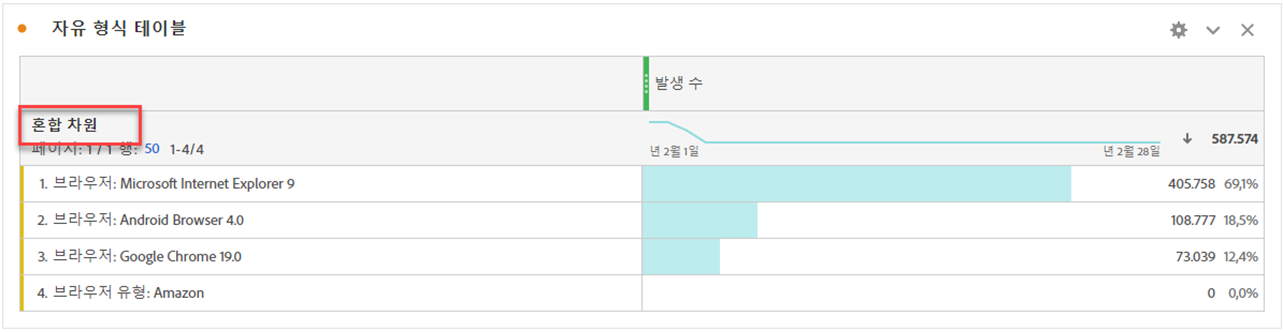 자유 형식 테이블
발생 수
혼합 차원
페이지: 1 / 1 행: 50 1-4/4
년 2월 1일 년 2월 28일 587.574
1. 브라우저: Microsoft Internet Explorer 9 405.758 69,1%
2. 브라우저: Android Browser 4.0 108.777 18,5%
3. 브라우저: Google Chrome 19.0 73.039 12,4%
4. 브라우저 유형: Amazon 0 0,0%